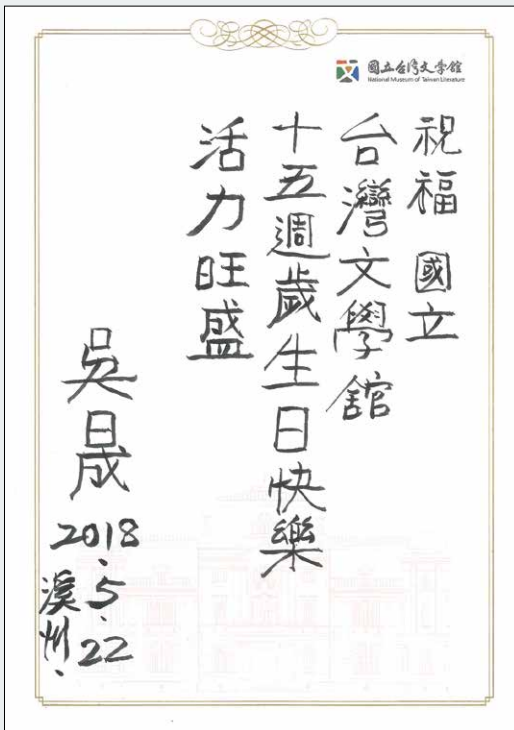 國立台灣文學館
National Museum of Taiwan Literature
祝福 國立
台灣文學館
十五週歲生日快樂
活力旺盛
吳晟
2018.5.22
溪州.